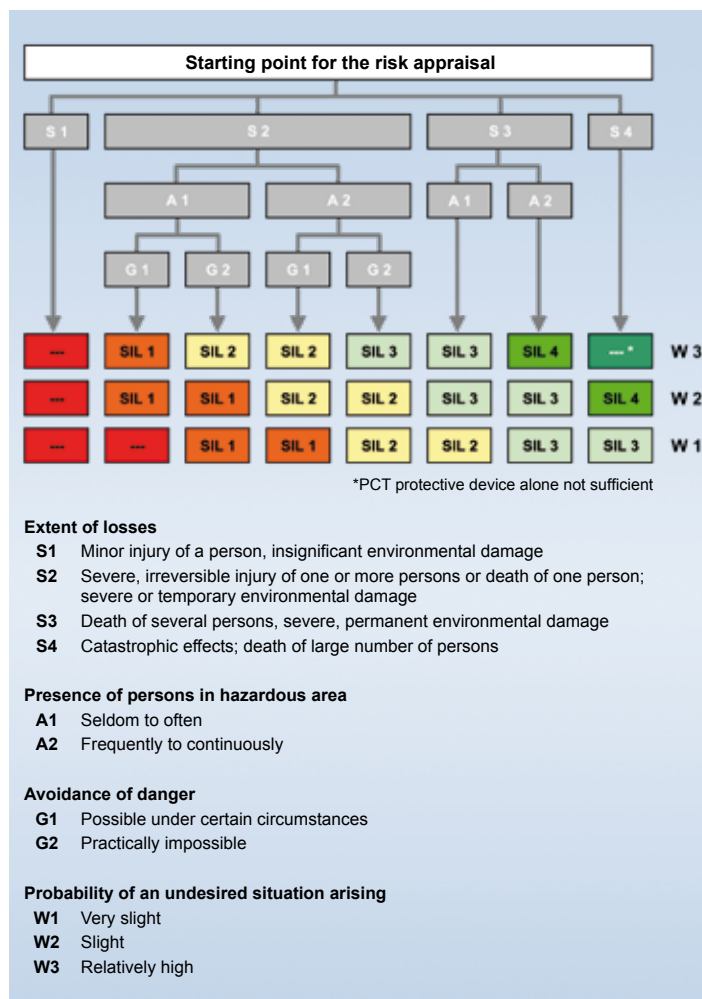 Starting point for the risk appraisal
S 1 S 2 S 3 S 4
A 1 A 2 A 1 A 2
G 1 G 2 G 1 G 2
--- SIL 1 SIL 2 SIL 2 SIL 3 SIL 3 SIL 4 --- * W 3
--- SIL 1 SIL 1 SIL 2 SIL 2 SIL 3 SIL 3 SIL 4 W 2
--- --- SIL 1 SIL 1 SIL 2 SIL 2 SIL 3 SIL 3 W 1
*PCT protective device alone not sufficient
Extent of losses
S1 Minor injury of a person, insignificant environmental damage
S2 Severe, irreversible injury of one or more persons or death of one person;
severe or temporary environmental damage
S3 Death of several persons, severe, permanent environmental damage
S4 Catastrophic effects; death of large number of persons
Presence of persons in hazardous area
A1 Seldom to often
A2 Frequently to continuously
Avoidance of danger
G1 Possible under certain circumstances
G2 Practically impossible
Probability of an undesired situation arising
W1 Very slight
W2 Slight
W3 Relatively high